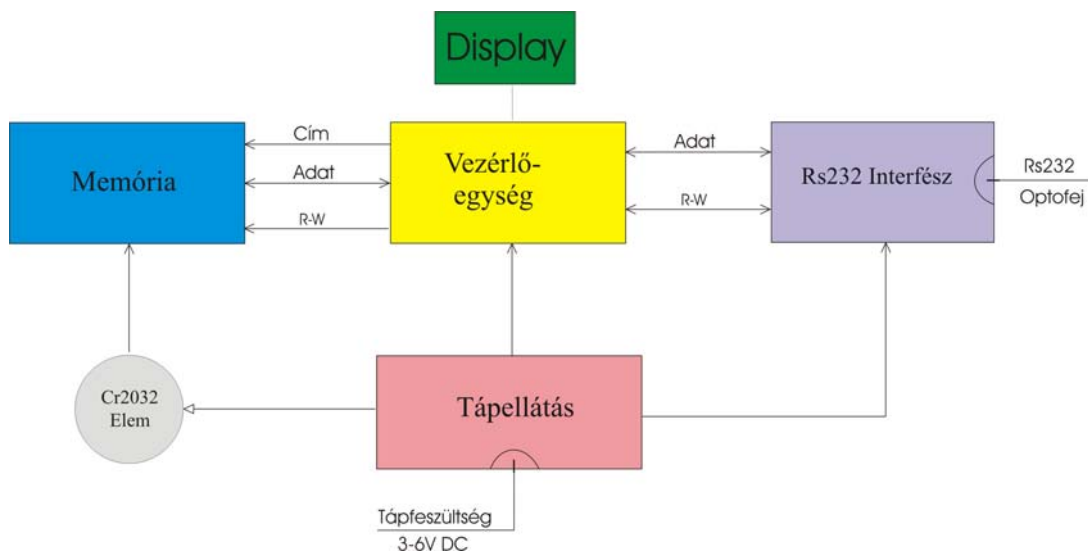 Display
Memória
Cím
Adat
R-W
Vezérlő-
egység
Adat
R-W
Rs232 Interfész
Rs232
Optofej
Cr2032
Elem
Tápellátás
Tápfeszültség
3-6V DC